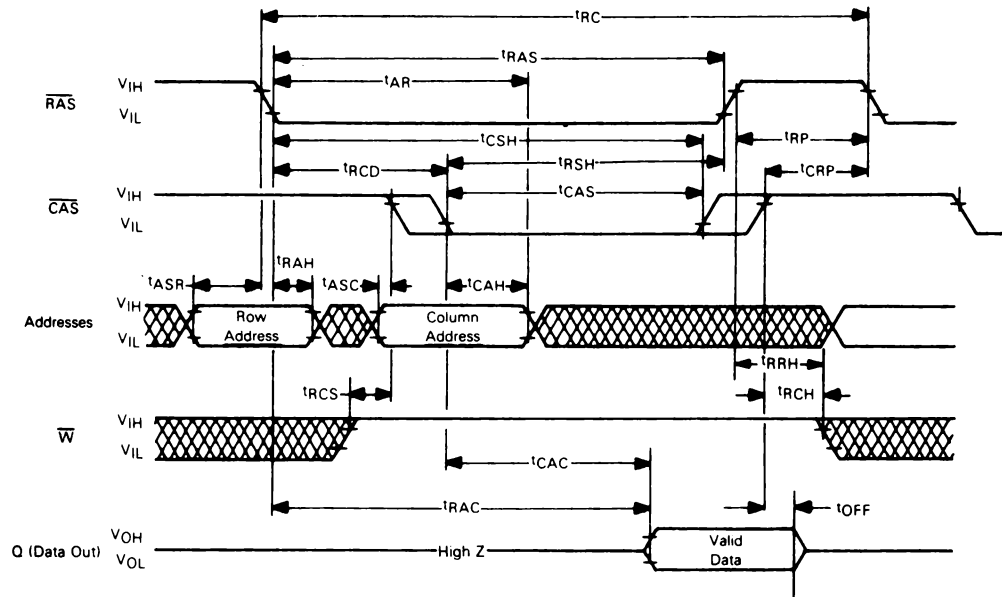 tRC
tRAS
tAR
RAS
VIH
VIL
tCSH
tRP
tRCD
tRSH
tCRP
tCAS
CAS
VIH
VIL
tRAH
tASR
tASC
tCAH
Addresses
VIH
VIL
Row
Address
Column
Address
tRRH
tRCS
tRCH
W
VIH
VIL
tCAC
tRAC
tOFF
Q (Data Out)
VOH
VOL
High Z
Valid
Data